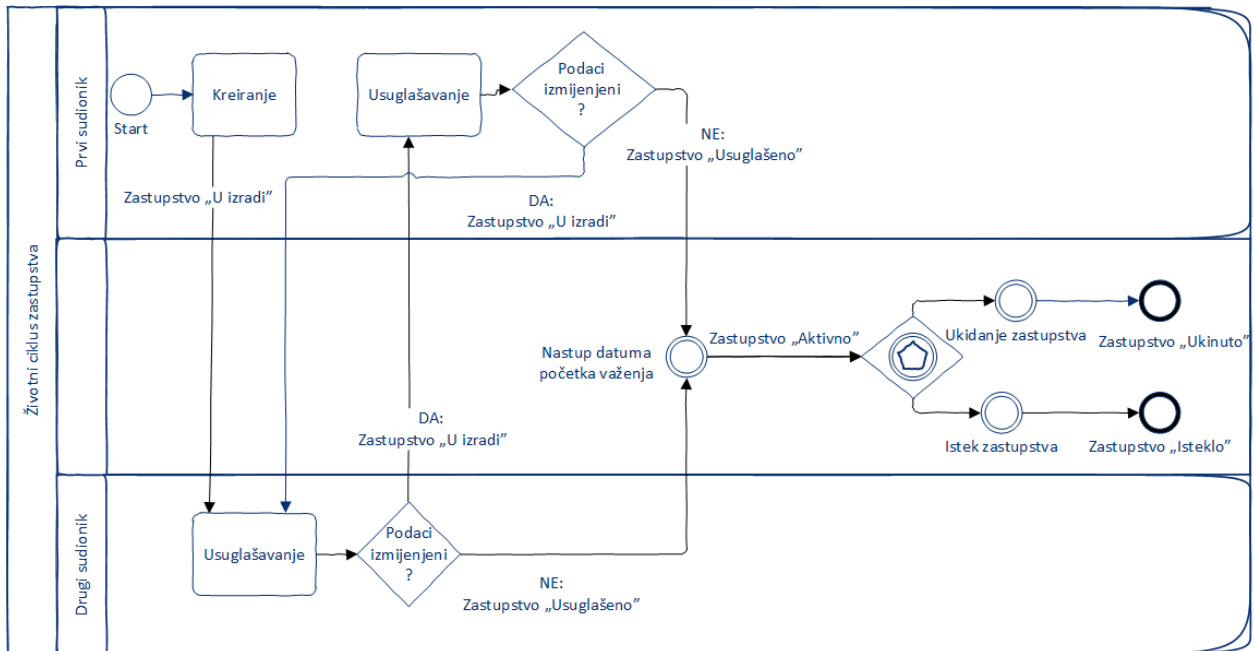 Životni ciklus zastupstva
Prvi sudionik
Start
Kreiranje
Usuglašavanje
Podaci
izmijenjeni
?
NE:
Zastupstvo „Usuglašeno”
Zastupstvo „U izradi”
DA:
Zastupstvo „U izradi”
Nastup datuma
početka važenja
Zastupstvo „Aktivno”
Ukidanje zastupstva
Zastupstvo „Ukinuto”
Istek zastupstva
Zastupstvo „Isteklo”
DA:
Zastupstvo „U izradi”
Drugi sudionik
Usuglašavanje
Podaci
izmijenjeni
?
NE:
Zastupstvo „Usuglašeno”